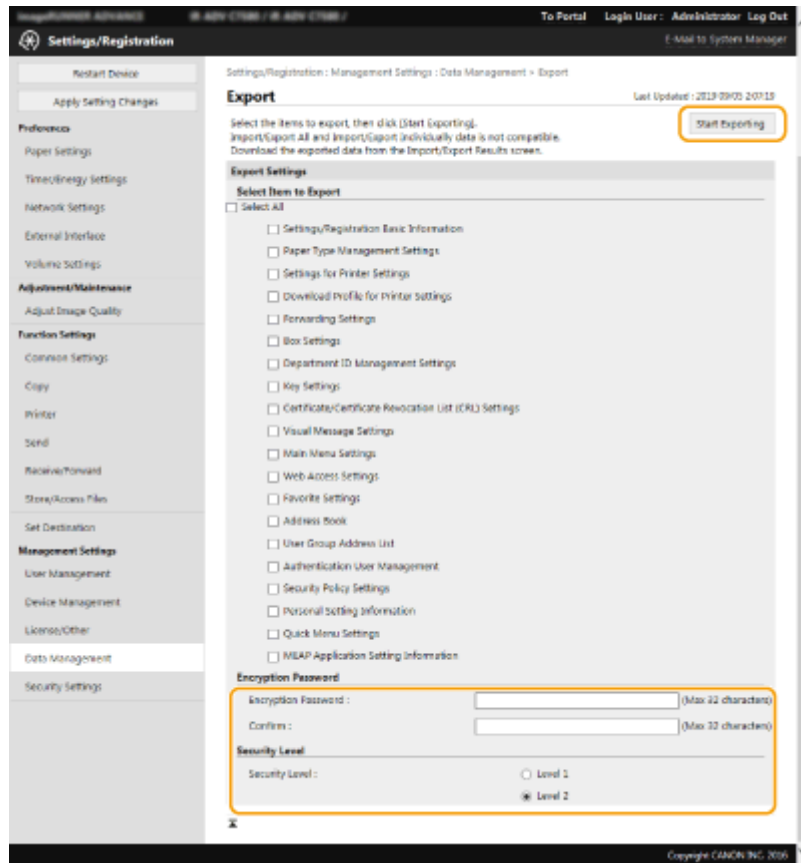 To Portal Login User : Administrator Log Out
Settings/Registration
E-Mail to System Manager
Restart Device
Apply Setting Changes
Preferences
Paper Settings
Timer/Energy Settings
Network Settings
External Interface
Volume Settings
Adjustment/Maintenance
Adjust Image Quality
Function Settings
Common Settings
Copy
Printer
Send
Receive/Forward
Store/Access Files
Set Destination
Management Settings
User Management
Device Management
License/Other
Data Management
Security Settings
Settings/Registration : Management Settings : Data Management > Export
Export
Last Updated : 2019 09/05 2:07:19
Select the items to export, then click [Start Exporting].
Import/Export All and Import/Export Individually data is not compatible.
Download the exported data from the Import/Export Results screen.
Start Exporting
Export Settings
Select Item to Export
Select All
Settings/Registration Basic Information
Paper Type Management Settings
Settings for Printer Settings
Download Profile for Printer Settings
Forwarding Settings
Box Settings
Department ID Management Settings
Key Settings
Certificate/Certificate Revocation List (CRL) Settings
Visual Message Settings
Main Menu Settings
Web Access Settings
Favorite Settings
Address Book
User Group Address List
Authentication User Management
Security Policy Settings
Personal Setting Information
Quick Menu Settings
MEAP Application Setting Information
Encryption Password
Encryption Password : (Max 32 characters)
Confirm : (Max 32 characters)
Security Level
Security Level : Level 1
Level 2
Copyright CANON INC. 2016